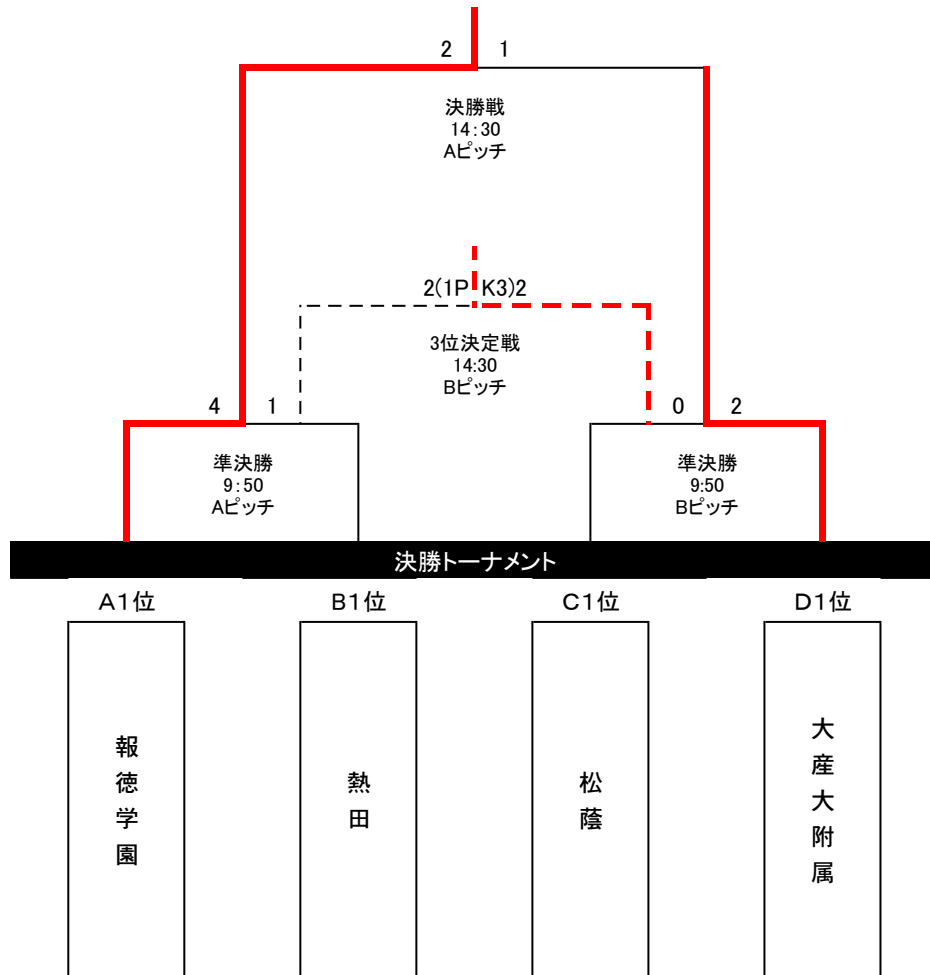 2 1
決勝戦
14:30
Aピッチ
2(1P K3)2
3位決定戦
14:30
Bピッチ
4 1
0 2
準決勝
9:50
Aピッチ
準決勝
9:50
Bピッチ
決勝トーナメント
A1位 B1位 C1位 D1位
報徳学園
熱田
松蔭
大産大附属